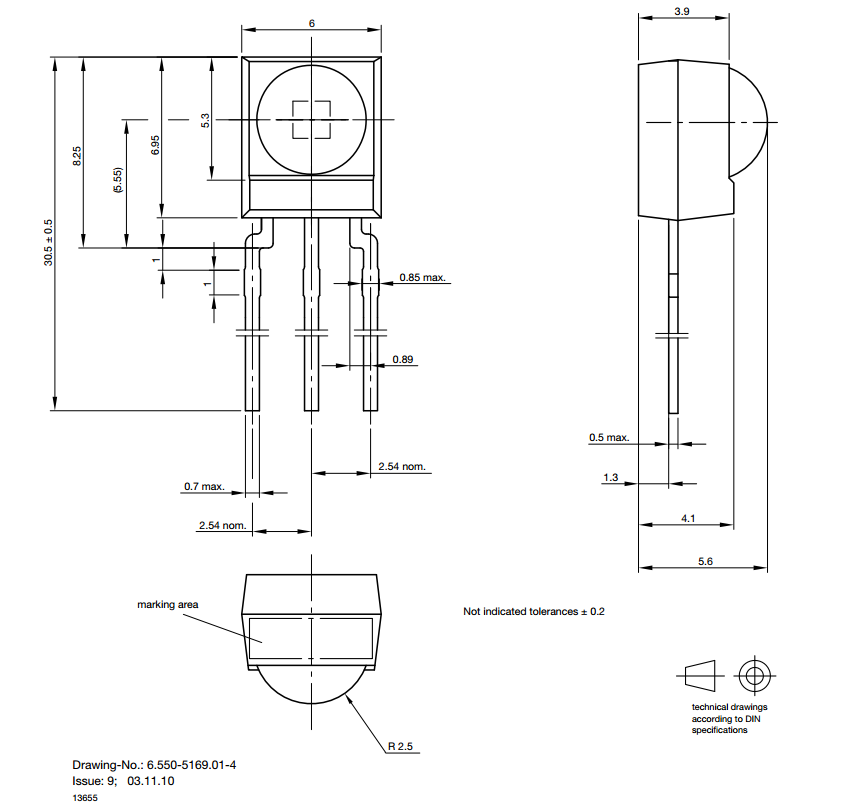 6
3.9
5.3
6.95
8.25
(5.55)
30.5 ± 0.5
1
1
0.85 max.
0.89
0.5 max.
2.54 nom.
1.3
0.7 max.
4.1
2.54 nom.
5.6
marking area
Not indicated tolerances ± 0.2
technical drawings
according to DIN
specifications
R 2.5
Drawing-No.: 6.550-5169.01-4
Issue: 9; 03.11.10
13655